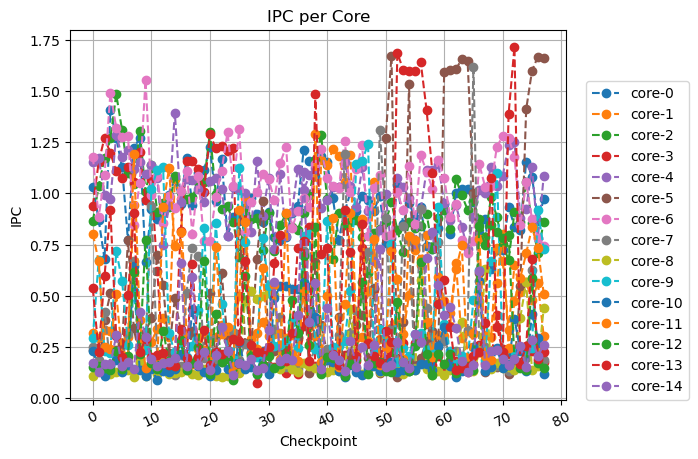 IPC per Core
1.75
1.50
1.25
1.00
0.75
0.50
0.25
0.00
IPC
0
10
20
30
40
50
60
70
80
Checkpoint
core-0
core-1
core-2
core-3
core-4
core-5
core-6
core-7
core-8
core-9
core-10
core-11
core-12
core-13
core-14